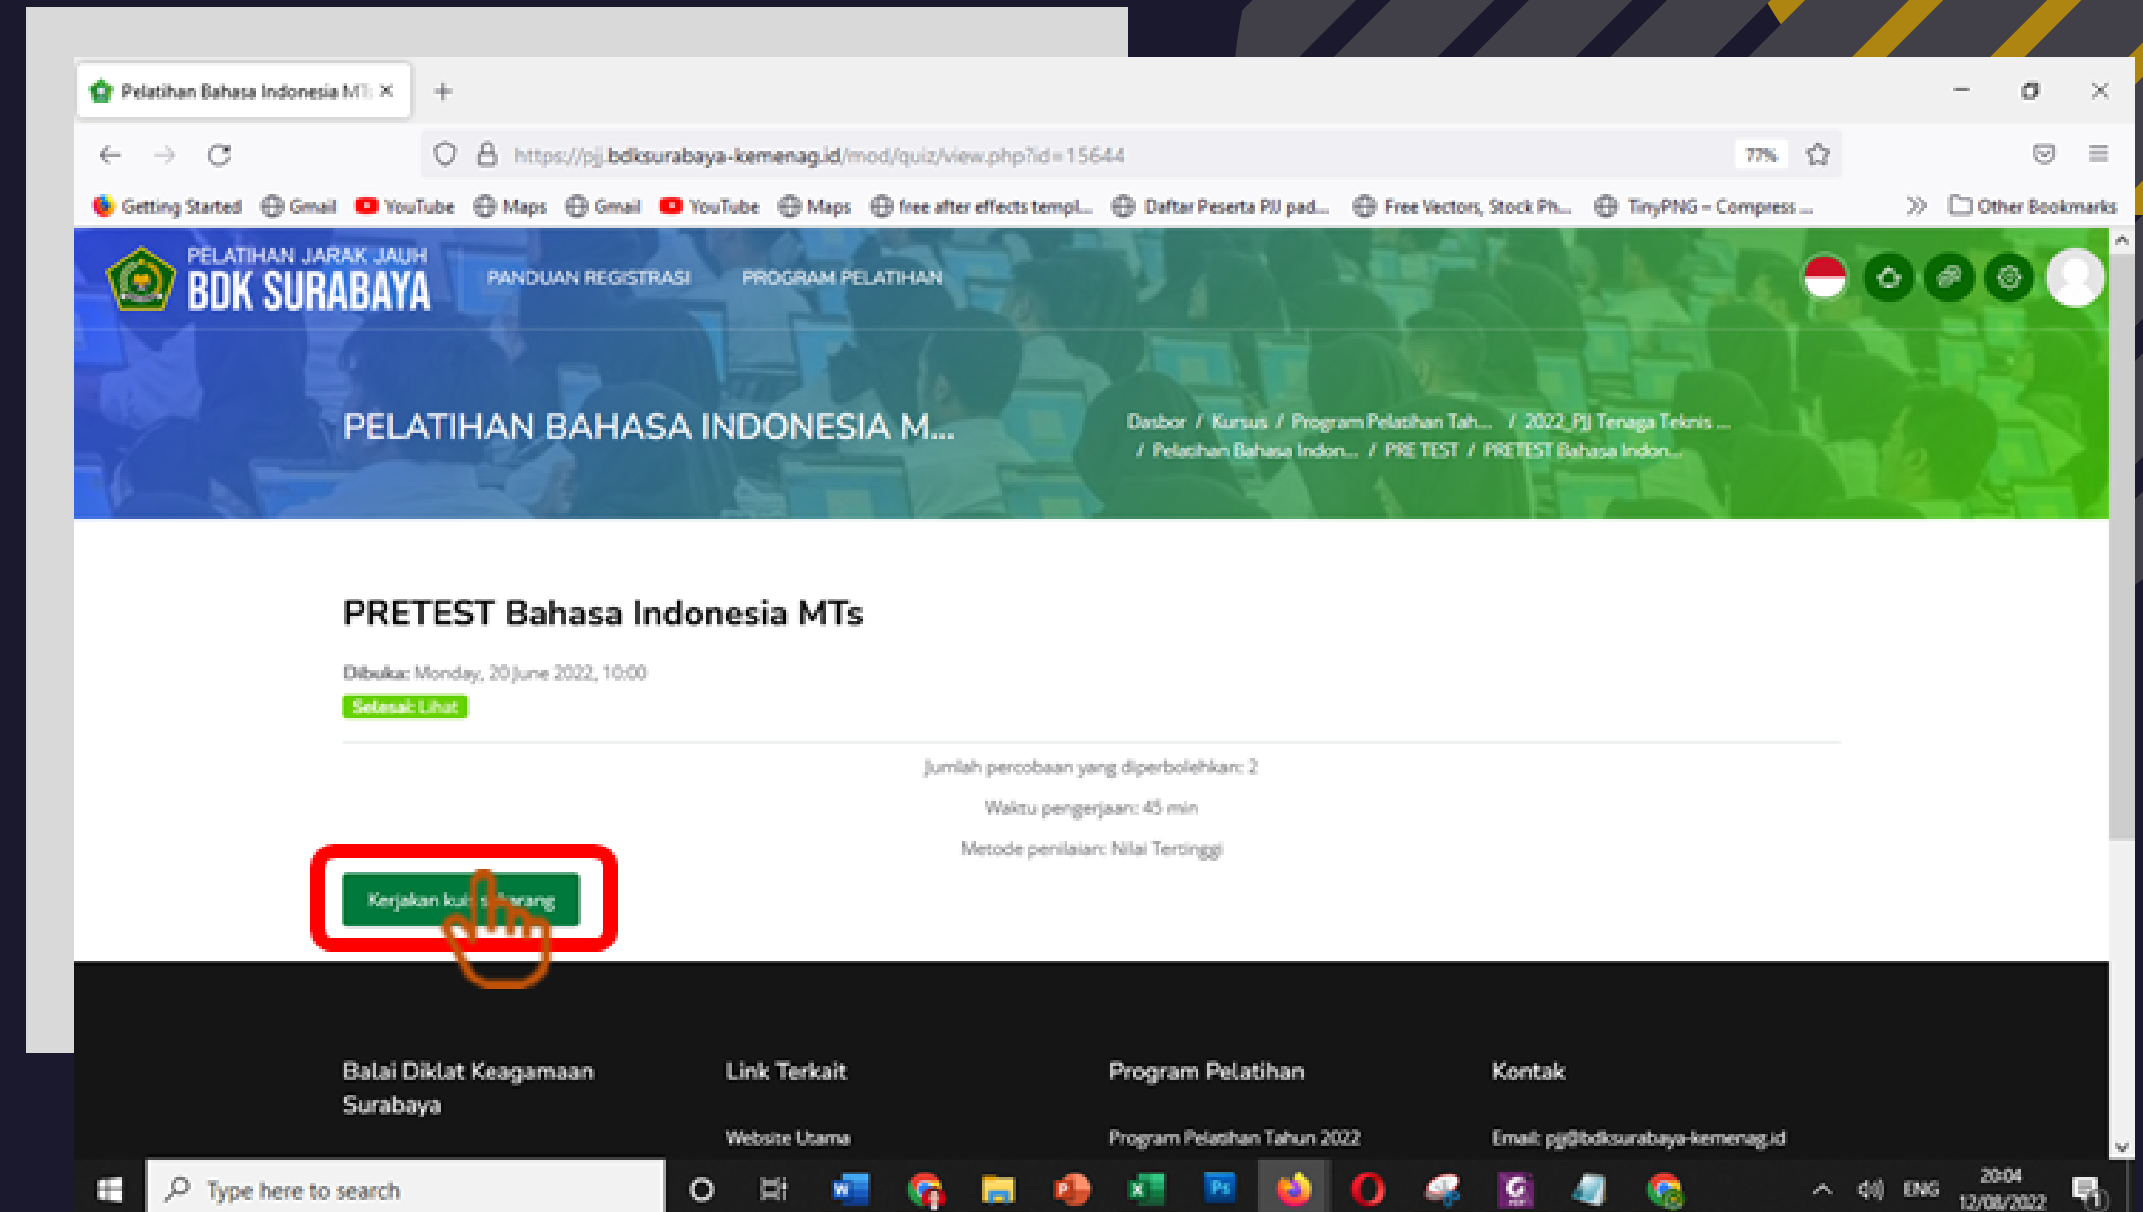 Pelatihan Bahasa Indonesia MTs
https://pjj.bdksurabaya-kemenag.id/mod/quiz/view.php?id=15644
77%
Getting Started Gmail YouTube Maps Gmail YouTube Maps free after effects templ... Daftar Peserta PJJ pad... Free Vectors, Stock Ph... TinyPNG – Compress ... Other Bookmarks
PELATIHAN JARAK JAUH
BDK SURABAYA
PANDUAN REGISTRASI PROGRAM PELATIHAN
PELATIHAN BAHASA INDONESIA M...
Dasbor / Kursus / Program Pelatihan Tah... / 2022_PJJ Tenaga Teknis ...
/ Pelatihan Bahasa Indon... / PRE TEST / PRETEST Bahasa Indon...
PRETEST Bahasa Indonesia MTs
Dibuka: Monday, 20 June 2022, 10:00
Selesai: Lihat
Jumlah percobaan yang diperbolehkan: 2
Waktu pengerjaan: 45 min
Metode penilaian: Nilai Tertinggi
Kerjakan kuis sekarang
Balai Diklat Keagamaan
Surabaya
Link Terkait
Website Utama
Program Pelatihan
Program Pelatihan Tahun 2022
Kontak
Email: pjj@bdksurabaya-kemenag.id
Type here to search
ENG
20:04
12/08/2022